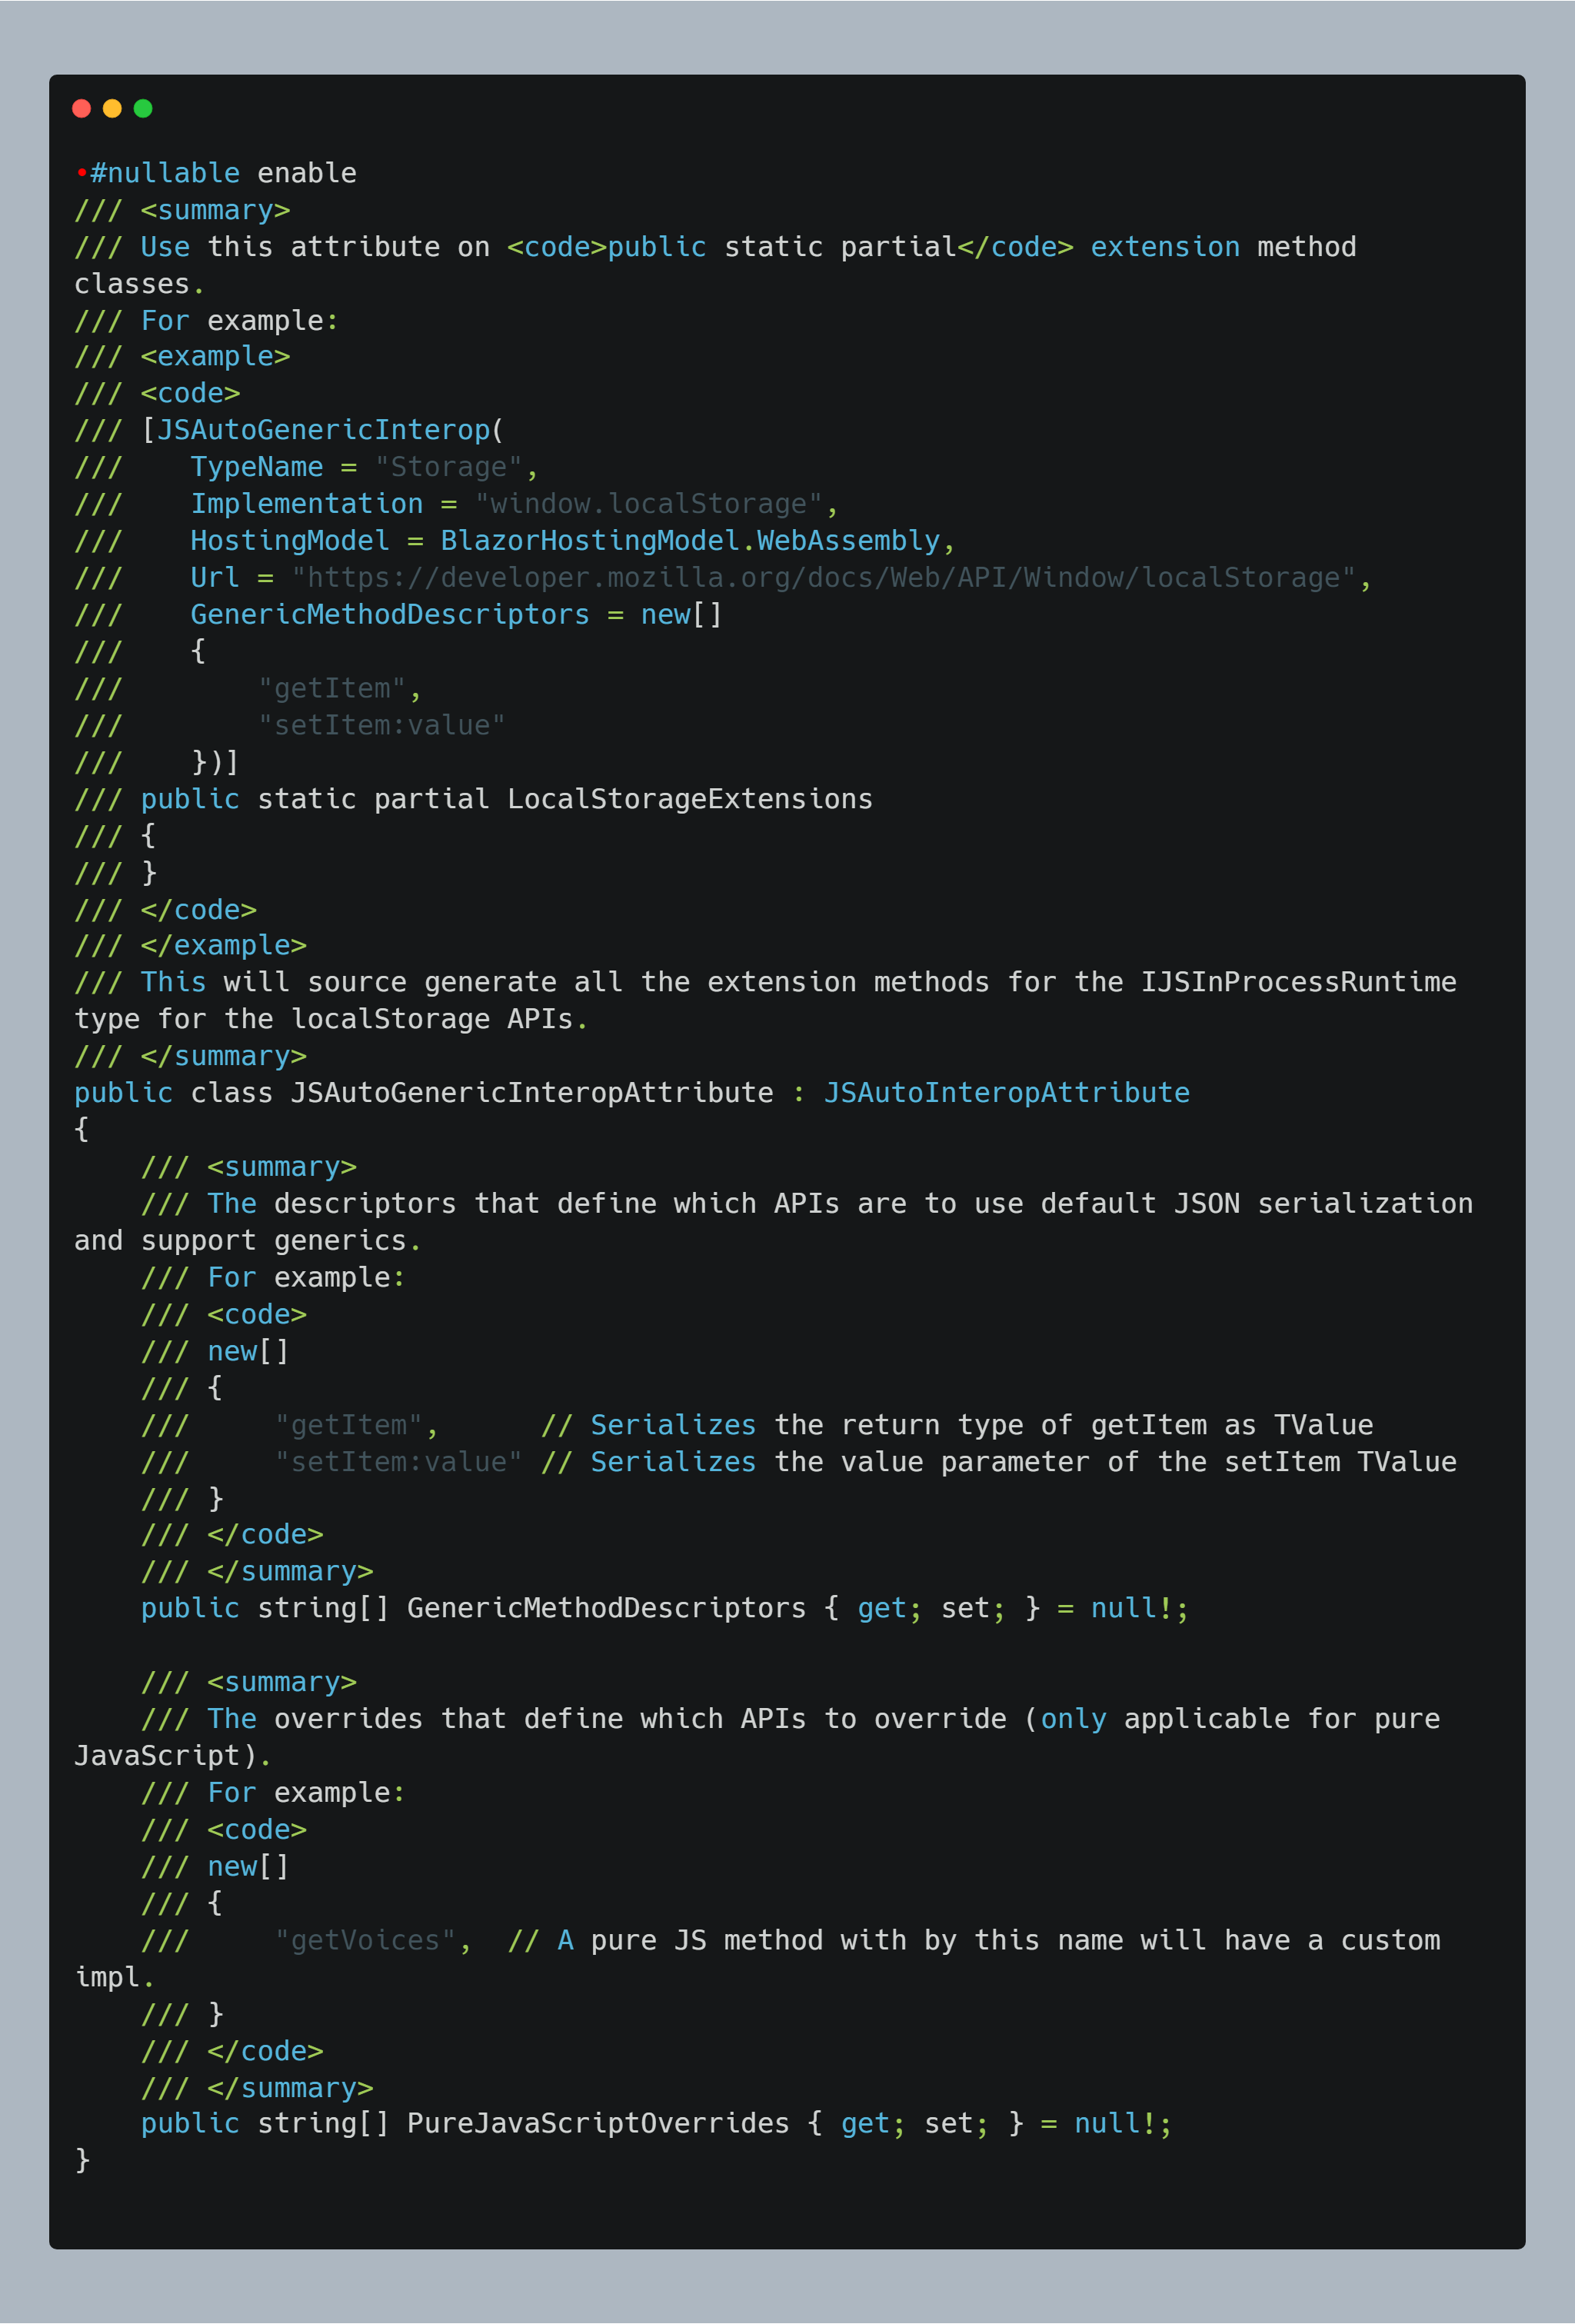 •#nullable enable
/// <summary>
/// Use this attribute on <code>public static partial</code> extension method
classes.
/// For example:
/// <example>
/// <code>
/// [JSAutoGenericInterop(
///    TypeName = "Storage",
///    Implementation = "window.localStorage",
///    HostingModel = BlazorHostingModel.WebAssembly,
///    Url = "https://developer.mozilla.org/docs/Web/API/Window/localStorage",
///    GenericMethodDescriptors = new[]
///    {
///        "getItem",
///        "setItem:value"
///    })]
/// public static partial LocalStorageExtensions
/// {
/// }
/// </code>
/// </example>
/// This will source generate all the extension methods for the IJSInProcessRuntime
type for the localStorage APIs.
/// </summary>
public class JSAutoGenericInteropAttribute : JSAutoInteropAttribute
{
    /// <summary>
    /// The descriptors that define which APIs are to use default JSON serialization
and support generics.
    /// For example:
    /// <code>
    /// new[]
    /// {
    ///     "getItem",      // Serializes the return type of getItem as TValue
    ///     "setItem:value" // Serializes the value parameter of the setItem TValue
    /// }
    /// </code>
    /// </summary>
    public string[] GenericMethodDescriptors { get; set; } = null!;

    /// <summary>
    /// The overrides that define which APIs to override (only applicable for pure
JavaScript).
    /// For example:
    /// <code>
    /// new[]
    /// {
    ///     "getVoices",  // A pure JS method with by this name will have a custom
impl.
    /// }
    /// </code>
    /// </summary>
    public string[] PureJavaScriptOverrides { get; set; } = null!;
}